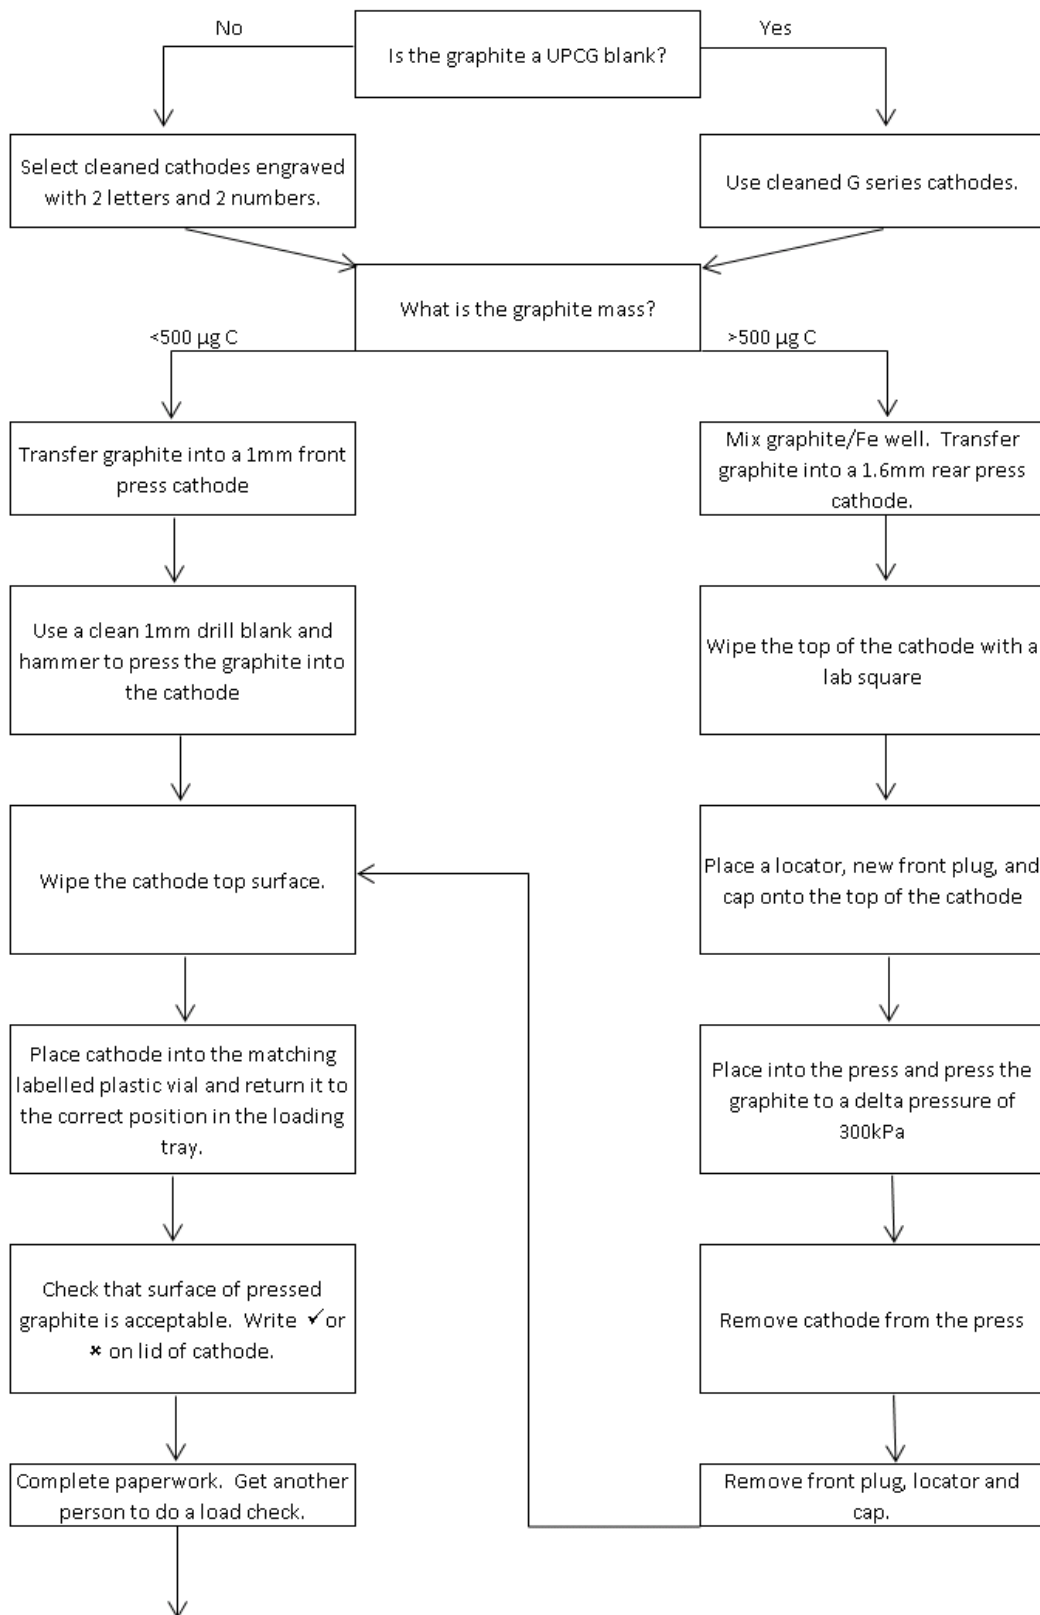 No
Yes
Is the graphite a UPCG blank?
Select cleaned cathodes engraved
with 2 letters and 2 numbers.
Use cleaned G series cathodes.
What is the graphite mass?
<500 µg C
>500 µg C
Transfer graphite into a 1mm front
press cathode
Mix graphite/Fe well.  Transfer
graphite into a 1.6mm rear press
cathode.
Use a clean 1mm drill blank and
hammer to press the graphite into
the cathode
Wipe the top of the cathode with a
lab square
Wipe the cathode top surface.
Place a locator, new front plug, and
cap onto the top of the cathode
Place cathode into the matching
labelled plastic vial and return it to
the correct position in the loading
tray.
Place into the press and press the
graphite to a delta pressure of
300kPa
Check that surface of pressed
graphite is acceptable.  Write ✓ or
✖ on lid of cathode.
Remove cathode from the press
Complete paperwork.  Get another
person to do a load check.
Remove front plug, locator and
cap.